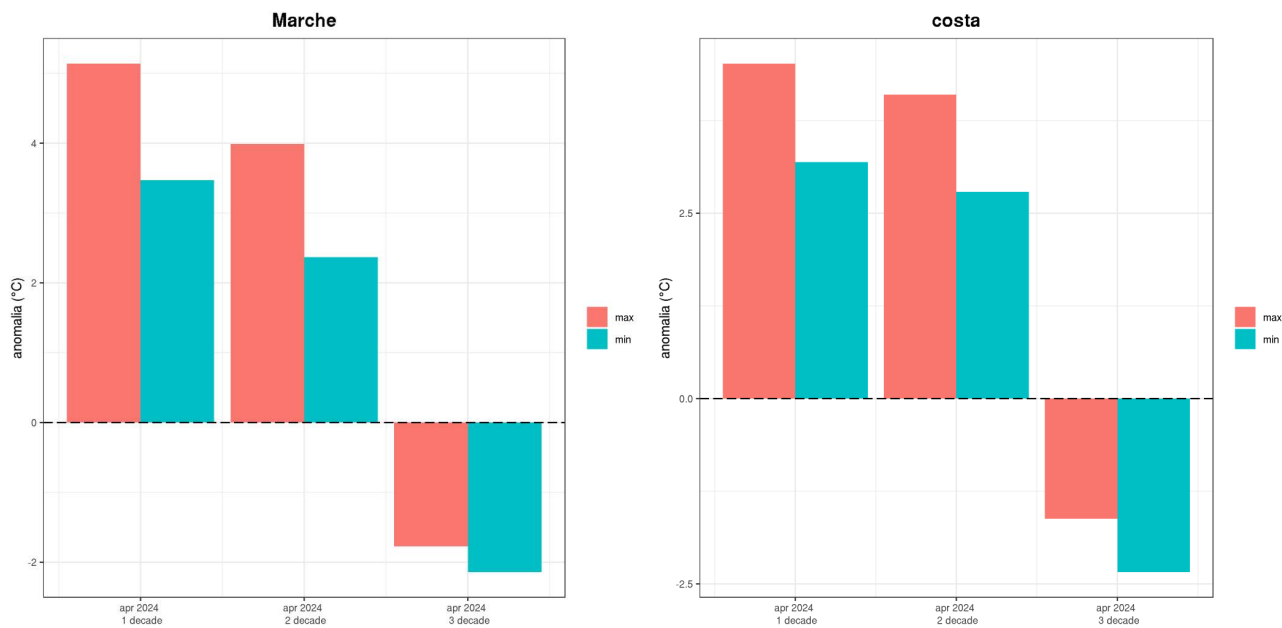 Marche
anomalia (°C)
4
2
0
-2
apr 2024
1 decade
apr 2024
2 decade
apr 2024
3 decade
max
min
costa
anomalia (°C)
2.5
0.0
-2.5
apr 2024
1 decade
apr 2024
2 decade
apr 2024
3 decade
max
min